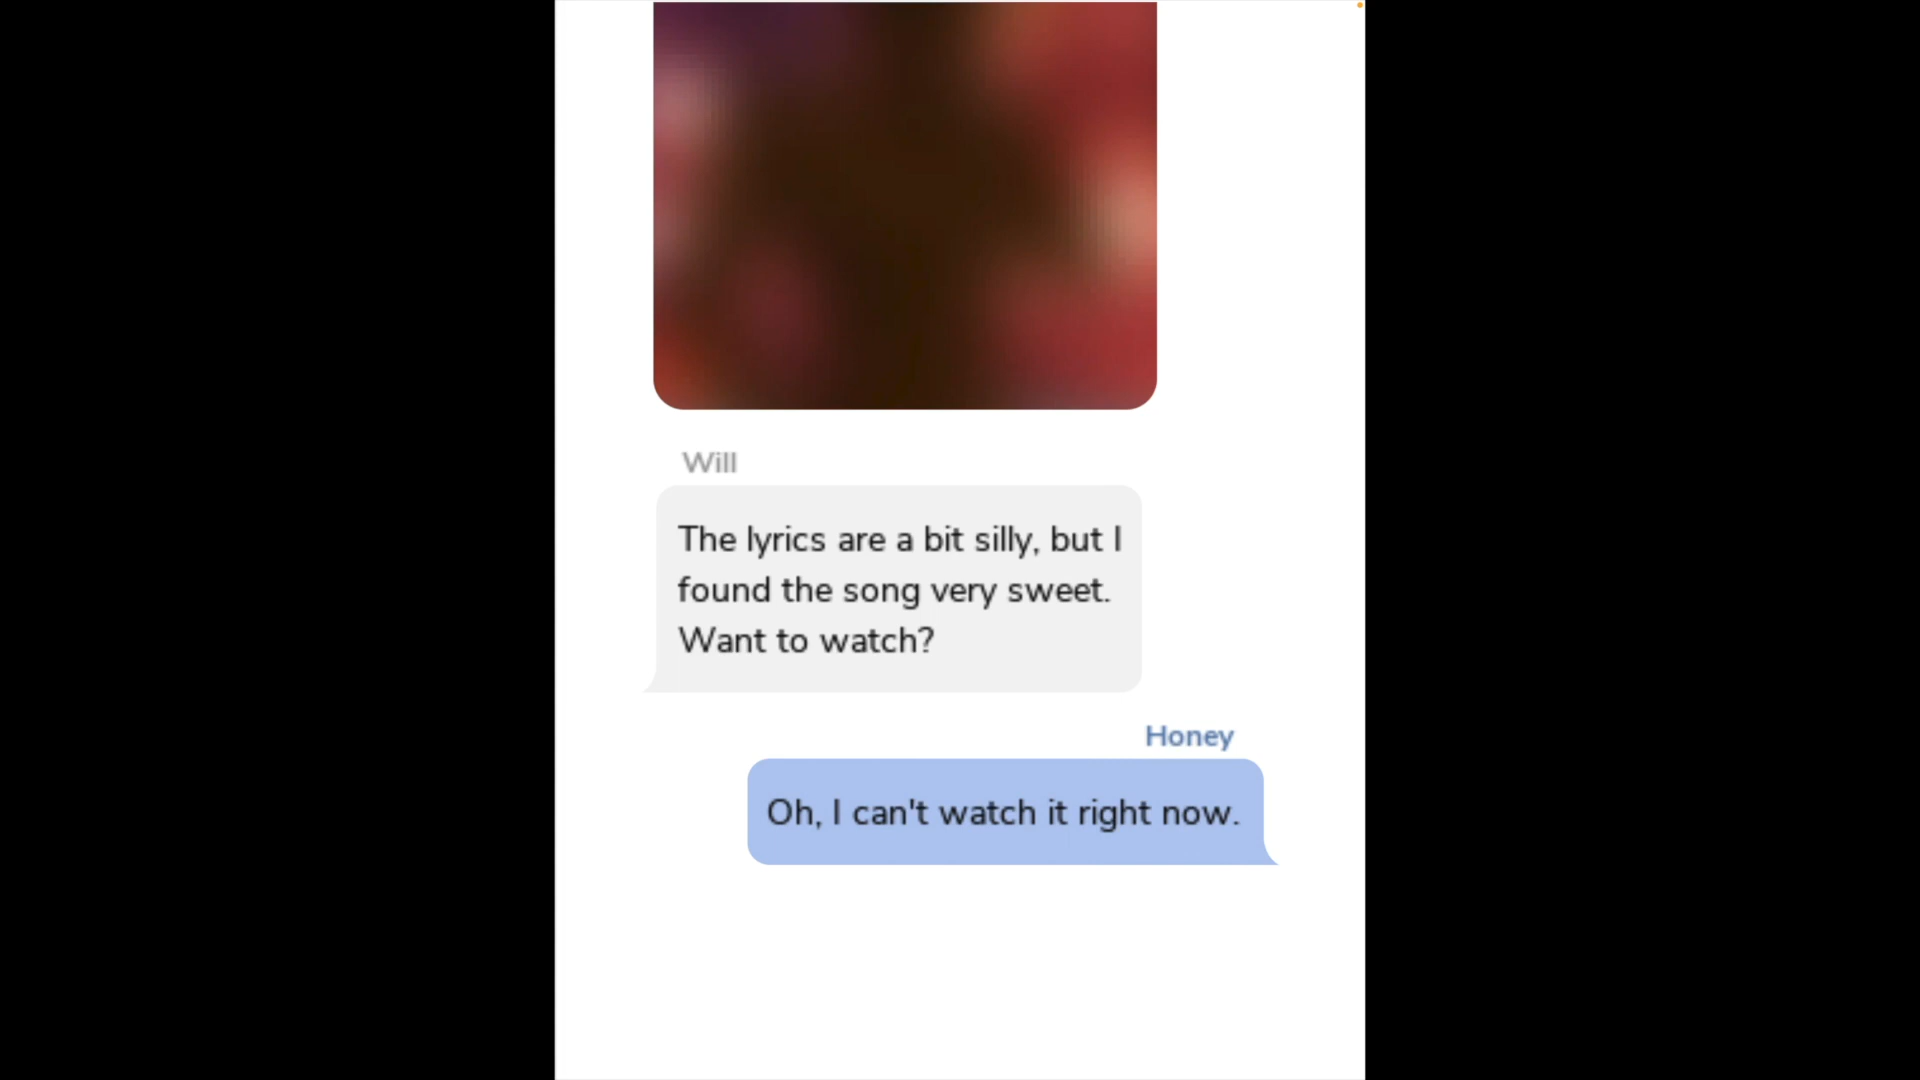 Will
The lyrics are a bit silly, but I
found the song very sweet.
Want to watch?
Honey
Oh, I can't watch it right now.